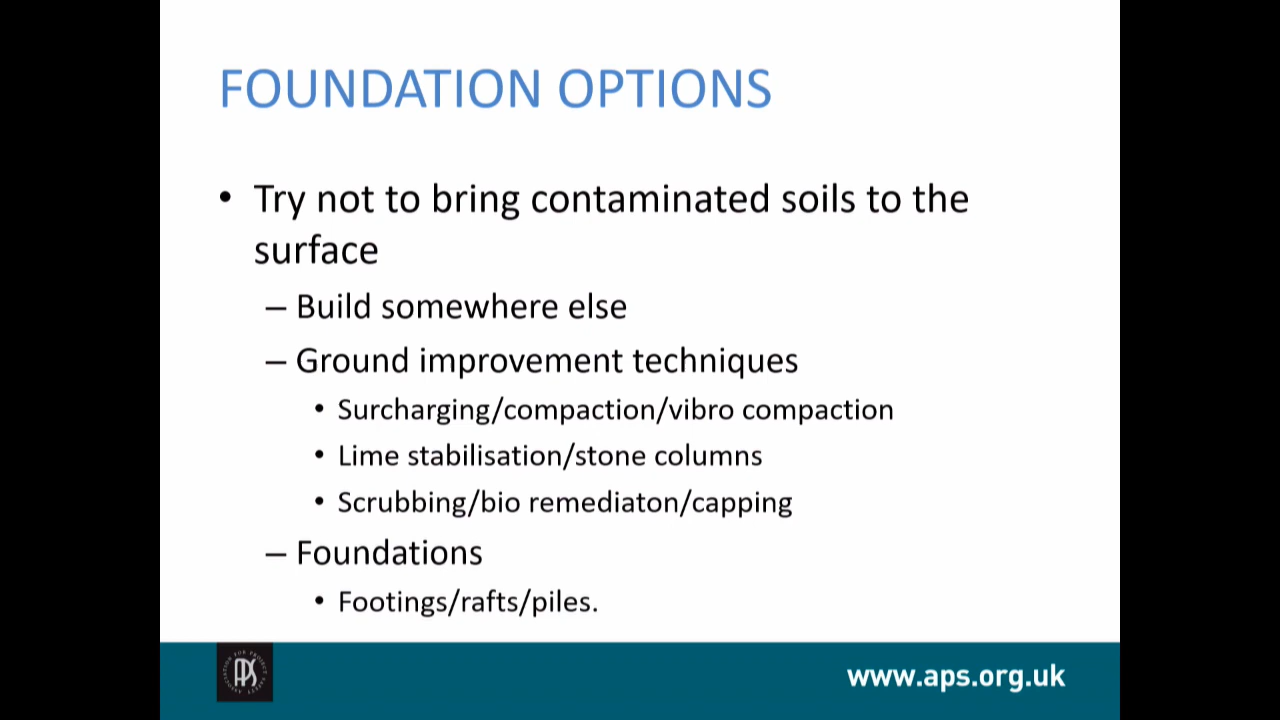 FOUNDATION OPTIONS
• Try not to bring contaminated soils to the
surface
– Build somewhere else
– Ground improvement techniques
• Surcharging/compaction/vibro compaction
• Lime stabilisation/stone columns
• Scrubbing/bio remediaton/capping
– Foundations
• Footings/rafts/piles.
APS
www.aps.org.uk